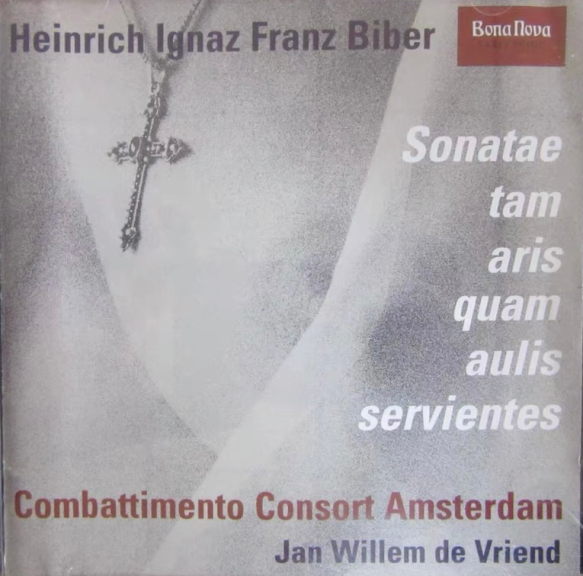 Heinrich Ignaz Franz Biber
Bona Nova
Sonatae
tam
aris
quam
aulis
servientes
Combattimento Consort Amsterdam
Jan Willem de Vriend